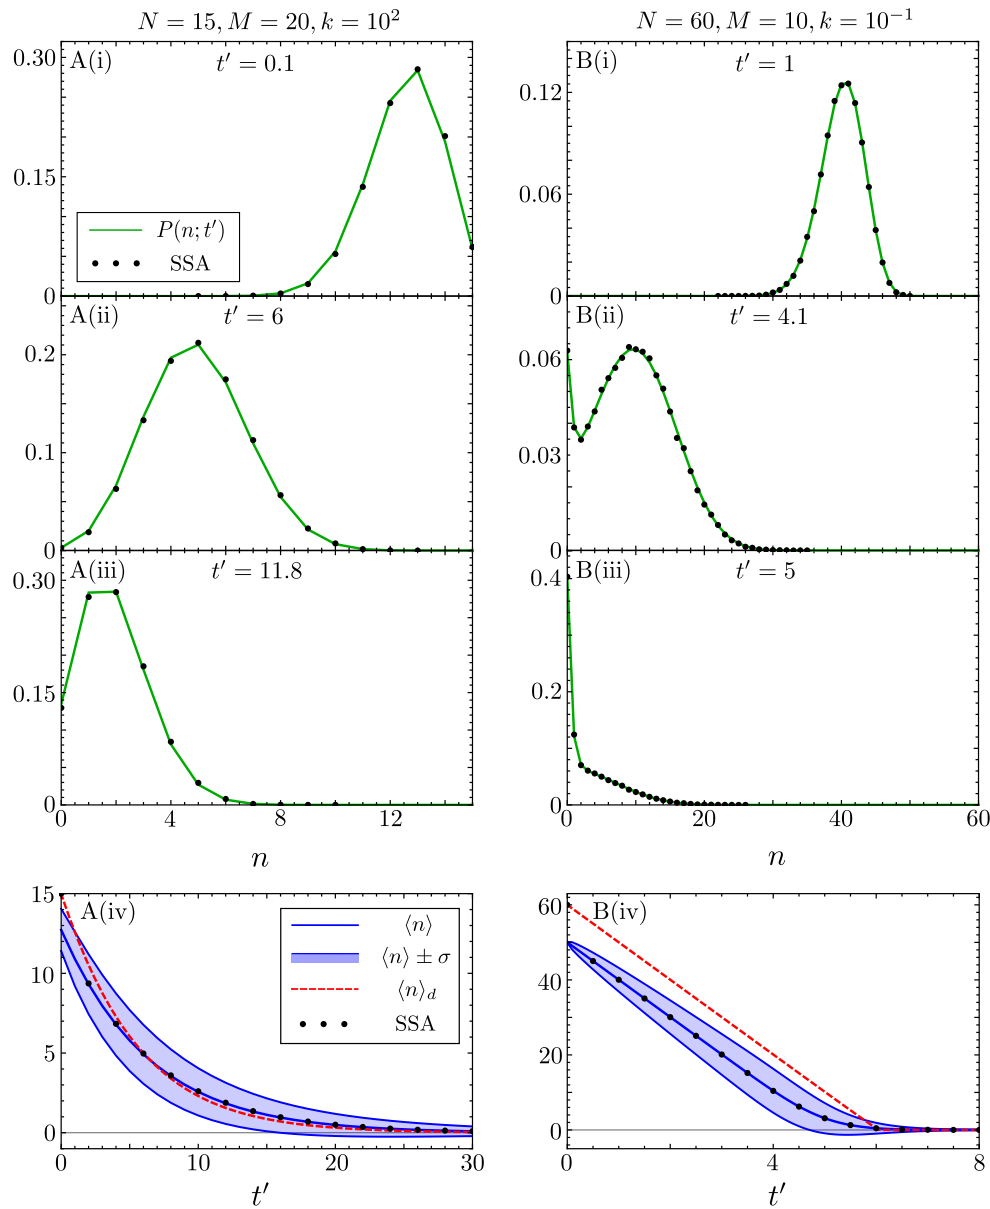 N = 15, M = 20, k = 10²
N = 60, M = 10, k = 10⁻¹
A(i)
t′ = 0.1
0.30
0.15
0
P(n; t′)
SSA
B(i)
t′ = 1
0.12
0.06
0
A(ii)
t′ = 6
0.2
0.1
0
B(ii)
t′ = 4.1
0.06
0.03
0
A(iii)
t′ = 11.8
0.30
0.15
0
0 4 8 12
n
B(iii)
t′ = 5
0.4
0.2
0
0 20 40 60
n
A(iv)
15
10
5
0
⟨n⟩
⟨n⟩ ± σ
⟨n⟩d
SSA
0 10 20 30
t′
B(iv)
60
40
20
0
0 4 8
t′